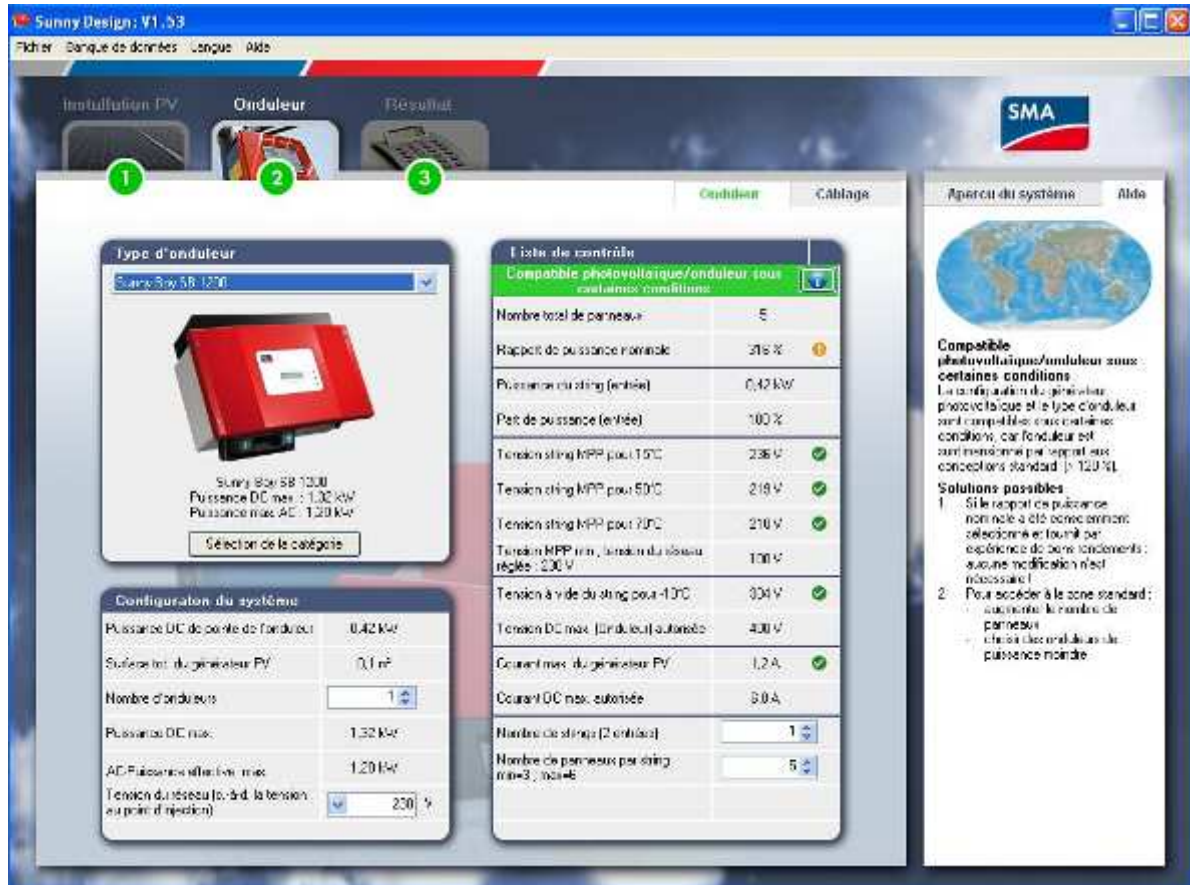 Sunny Design: V1.53
Fichier Banque de données Langue Aide
Installation PV Onduleur Résultat
SMA
1 2 3
Onduleur Câblage
Type d'onduleur
Sunny Boy SB 1200
Sunny Boy SB 1200
Puissance DC max. : 1,32 kW
Puissance max. AC : 1,20 kW
Sélection de la catégorie
Configuraton du système
Puissance DC de pointe de l'onduleur 0,42 kW
Surface tot. du générateur PV 0,1 m²
Nombre d'onduleurs 1
Puissance DC max. 1,32 kW
AC-Puissance effective max. 1,20 kW
Tension du réseau (c.-à-d. la tension
au point d'injection) 230 V
Liste de contrôle
Compatible photovoltaïque/onduleur sous
certaines conditions
Nombre total de panneaux 5
Rapport de puissance nominale 316 %
Puissance du string (entrée) 0,42 kW
Part de puissance (entrée) 100 %
Tension string MPP pour 15°C 236 V
Tension string MPP pour 50°C 219 V
Tension string MPP pour 70°C 210 V
Tension MPP min., tension du réseau
réglée : 230 V 100 V
Tension à vide du string pour -10°C 304 V
Tension DC max. (Onduleur) autorisée 400 V
Courant max. du générateur PV 1,2 A
Courant DC max. autorisée
Nombre de strings (2 entrées) 1
Nombre de panneaux par string
min=3 ; max=6 5
Apercu du système Aide
Compatible
photovoltaïque/onduleur sous
certaines conditions
La configuration du générateur
photovoltaïque et le type d'onduleur
sont compatibles sous certaines
conditions, car l'onduleur est
surdimensionné par rapport aux
conceptions standard (> 120 %).
Solutions possibles
1 Si le rapport de puissance
nominale a été consciemment
sélectionné et fournit par
expérience de bons rendements :
aucune modification n'est
nécessaire !
2 Pour accéder à la zone standard :
- augmenter le nombre de
panneaux
- choisir des onduleurs de
puissance moindre